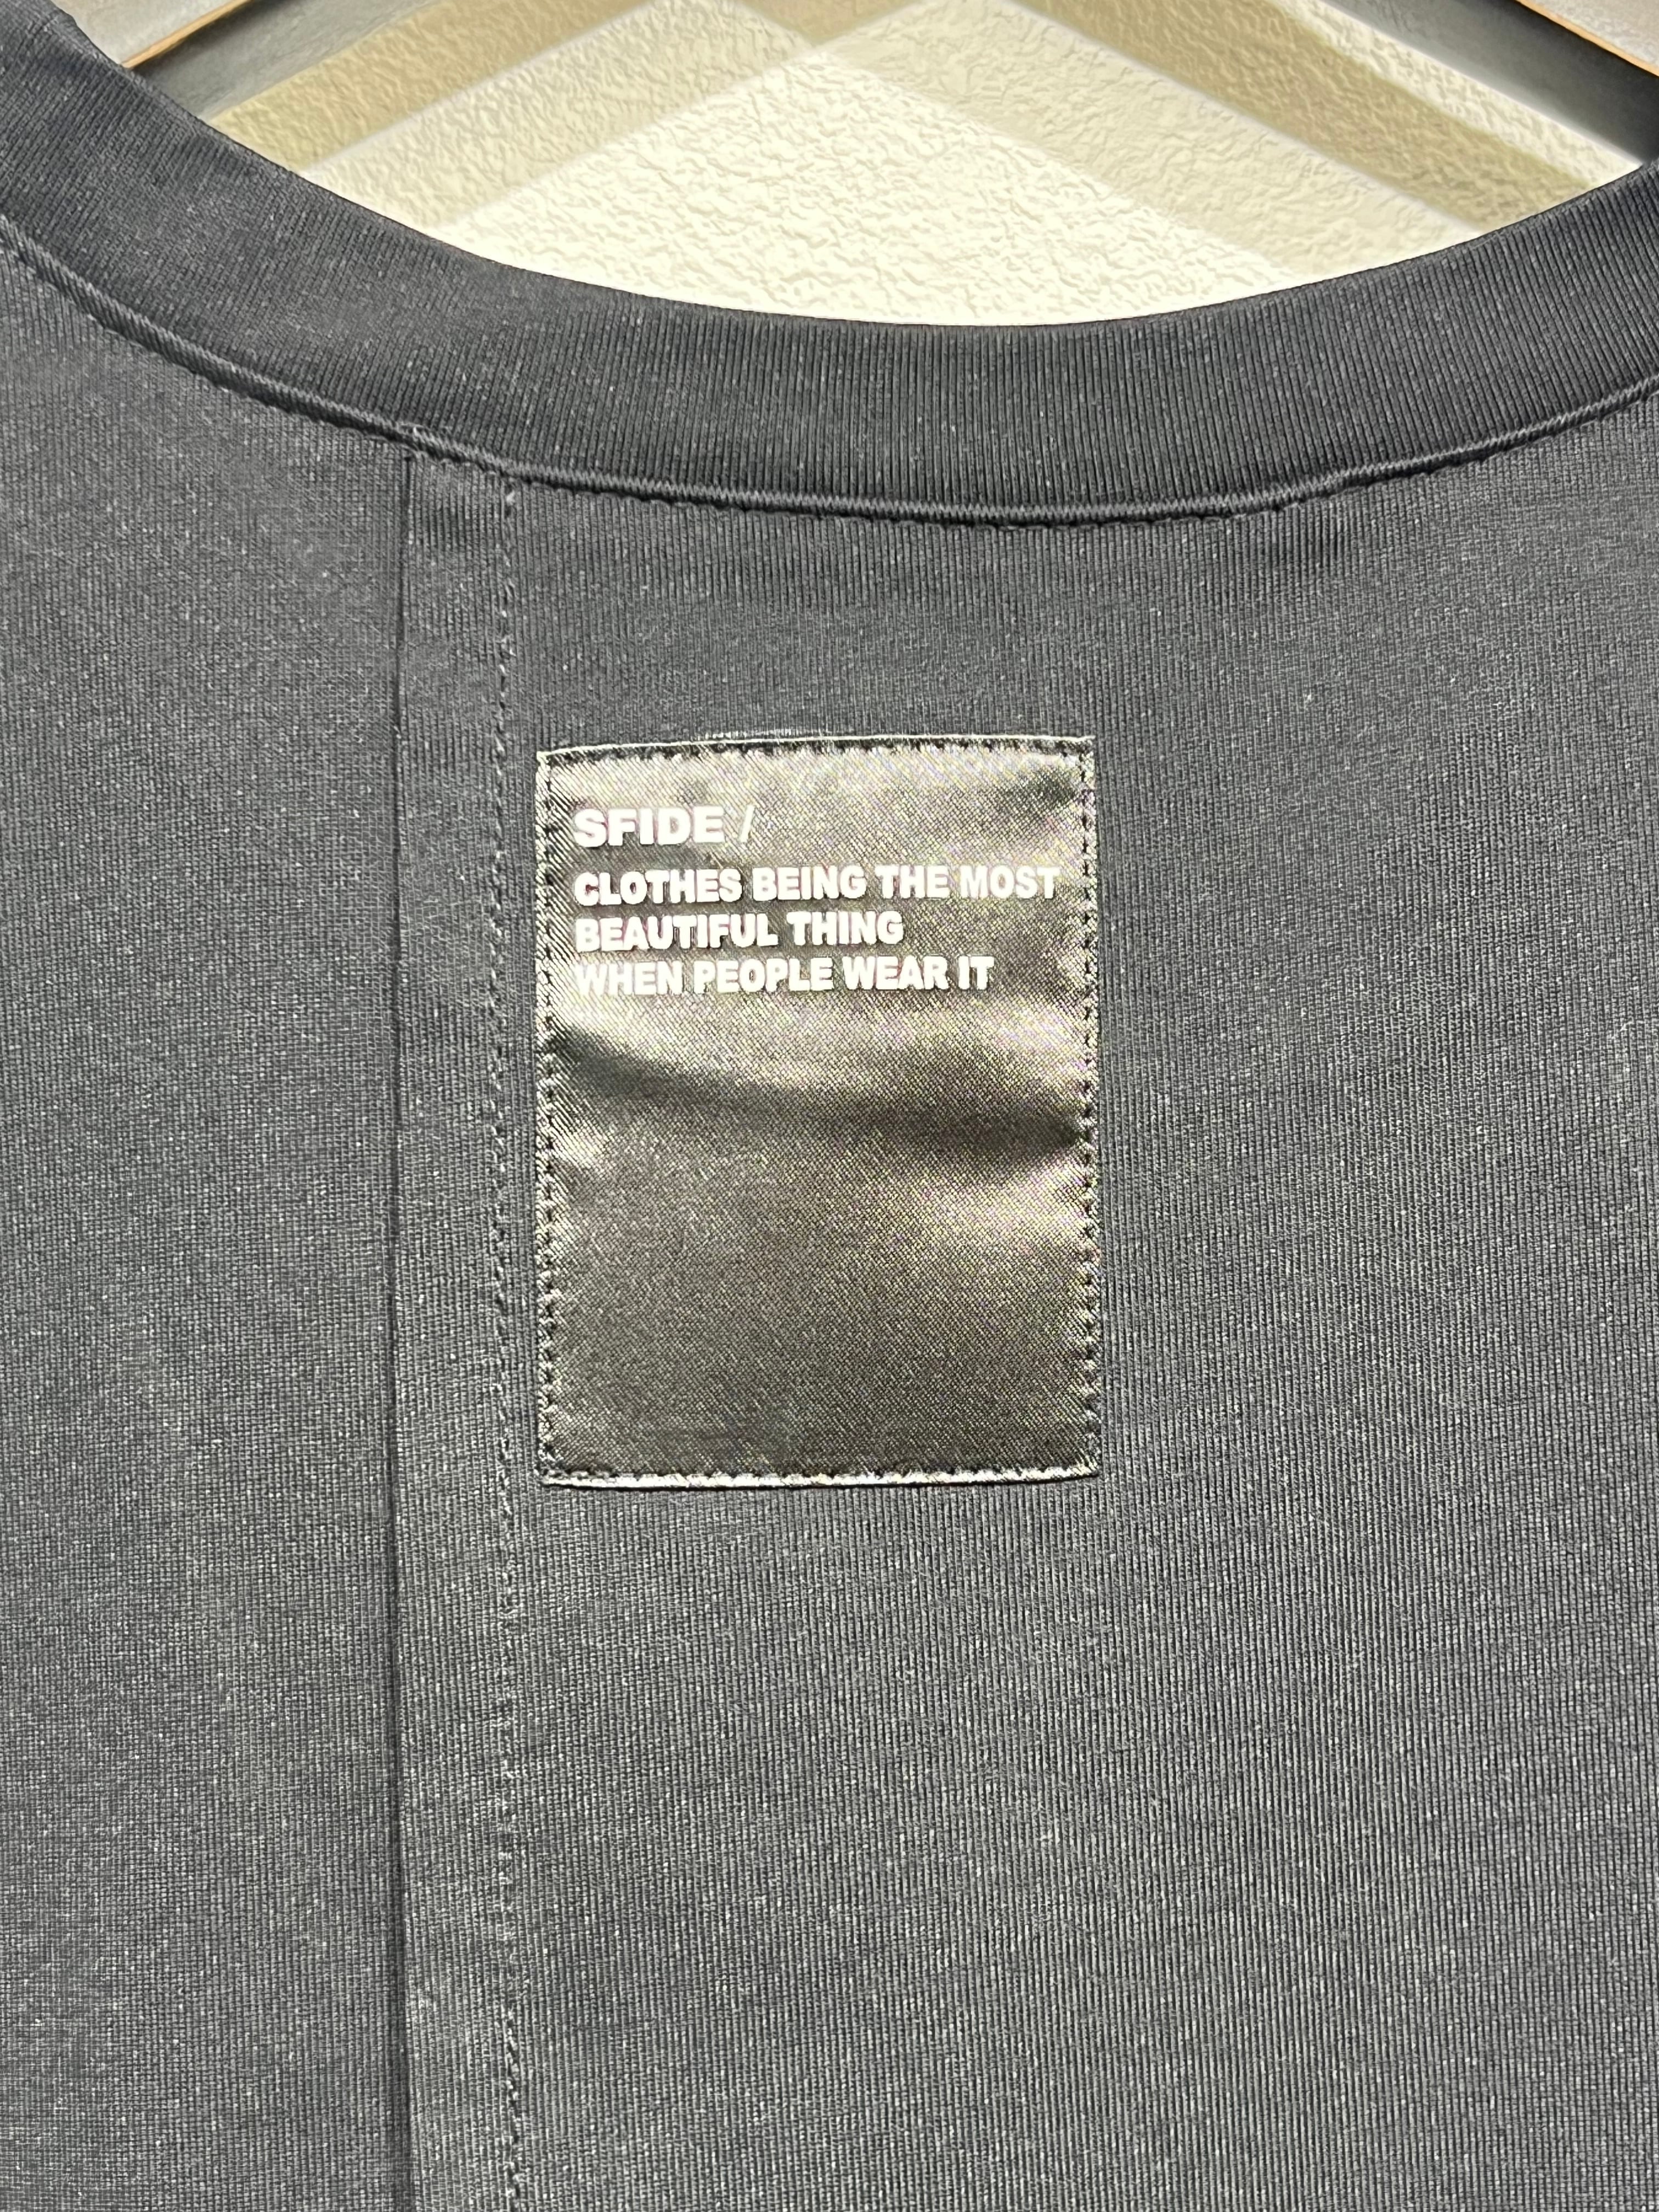 SFIDE /
CLOTHES BEING THE MOST
BEAUTIFUL THING
WHEN PEOPLE WEAR IT